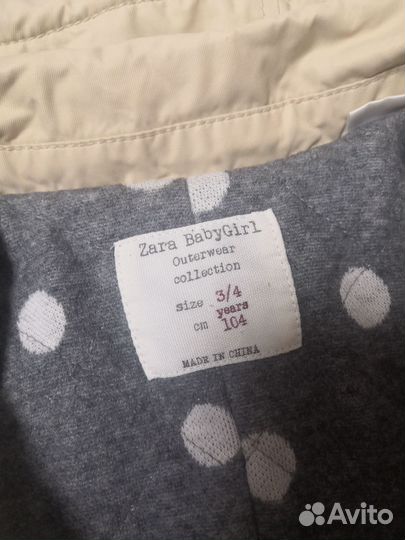 Zara BabyGirl
Outerwear
collection
size 3/4
years
cm 104
MADE IN CHINA
Avito